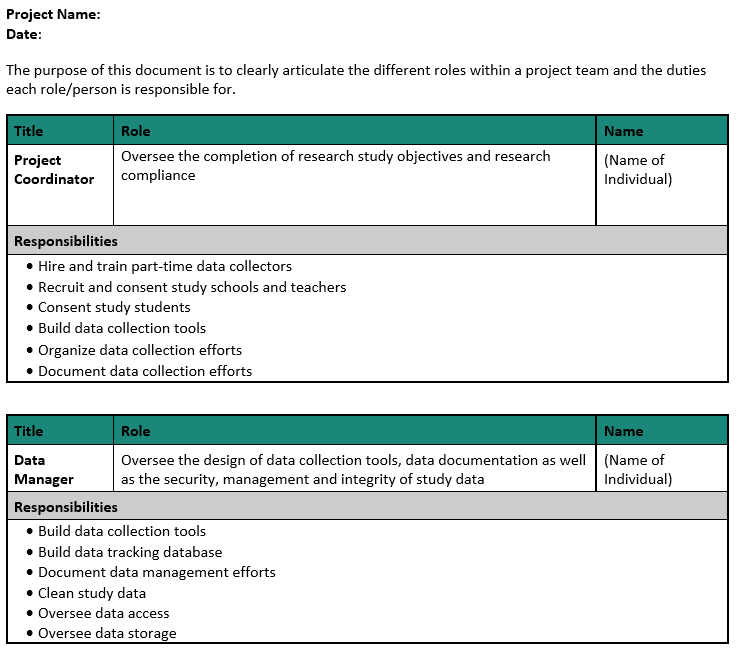 Project Name:
Date:
The purpose of this document is to clearly articulate the different roles within a project team and the duties
each role/person is responsible for.
Title Role Name
Project Oversee the completion of research study objectives and research (Name of
Coordinator compliance Individual)
Responsibilities
• Hire and train part-time data collectors
• Recruit and consent study schools and teachers
• Consent study students
• Build data collection tools
• Organize data collection efforts
• Document data collection efforts
Title Role Name
Data Oversee the design of data collection tools, data documentation as well (Name of
Manager as the security, management and integrity of study data Individual)
Responsibilities
• Build data collection tools
• Build data tracking database
• Document data management efforts
• Clean study data
• Oversee data access
• Oversee data storage